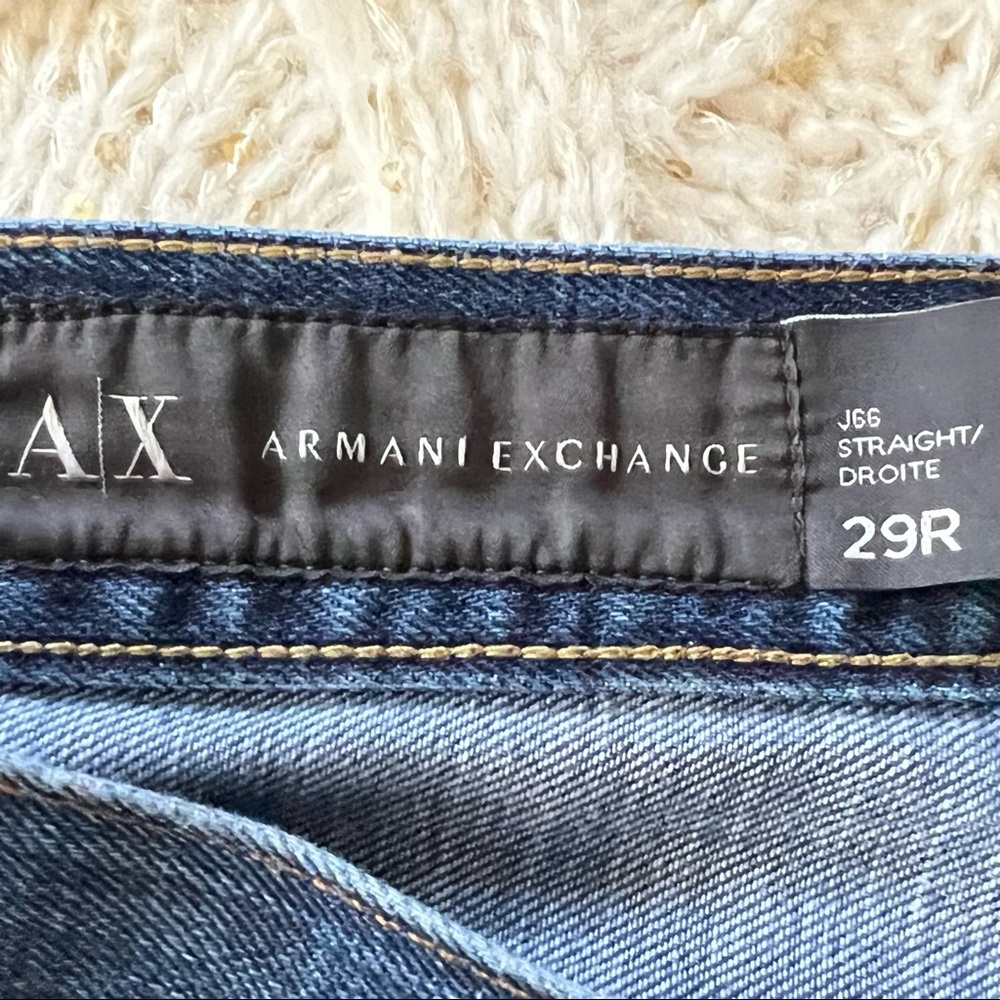 A|X ARMANI EXCHANGE
J66
STRAIGHT/
DROITE
29R